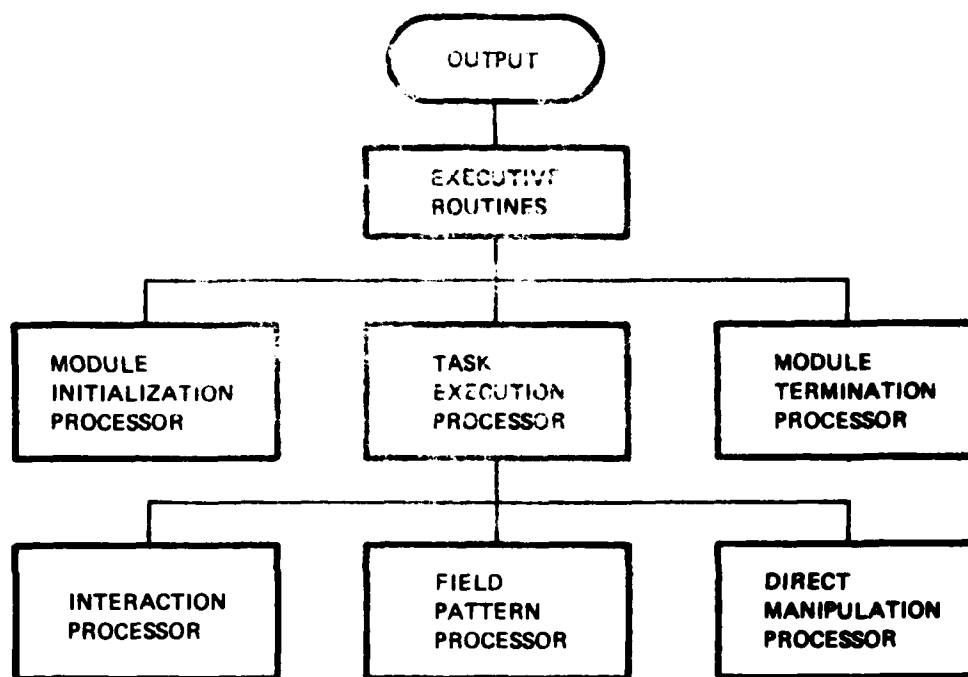 OUTPUT
EXECUTIVE
ROUTINES
MODULE
INITIALIZATION
PROCESSOR
TASK
EXECUTION
PROCESSOR
MODULE
TERMINATION
PROCESSOR
INTERACTION
PROCESSOR
FIELD
PATTERN
PROCESSOR
DIRECT
MANIPULATION
PROCESSOR